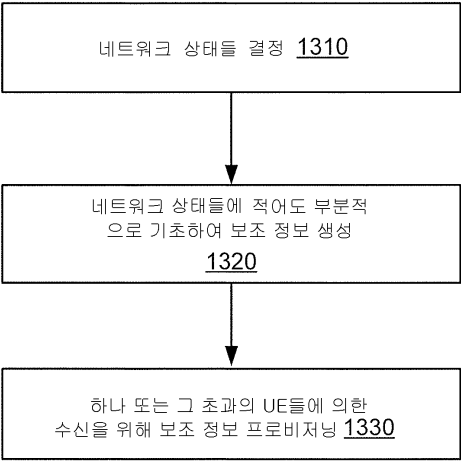 네트워크 상태들 결정 1310
네트워크 상태들에 적어도 부분적
으로 기초하여 보조 정보 생성
1320
하나 또는 그 초과의 UE들에 의한
수신을 위해 보조 정보 프로비저닝 1330